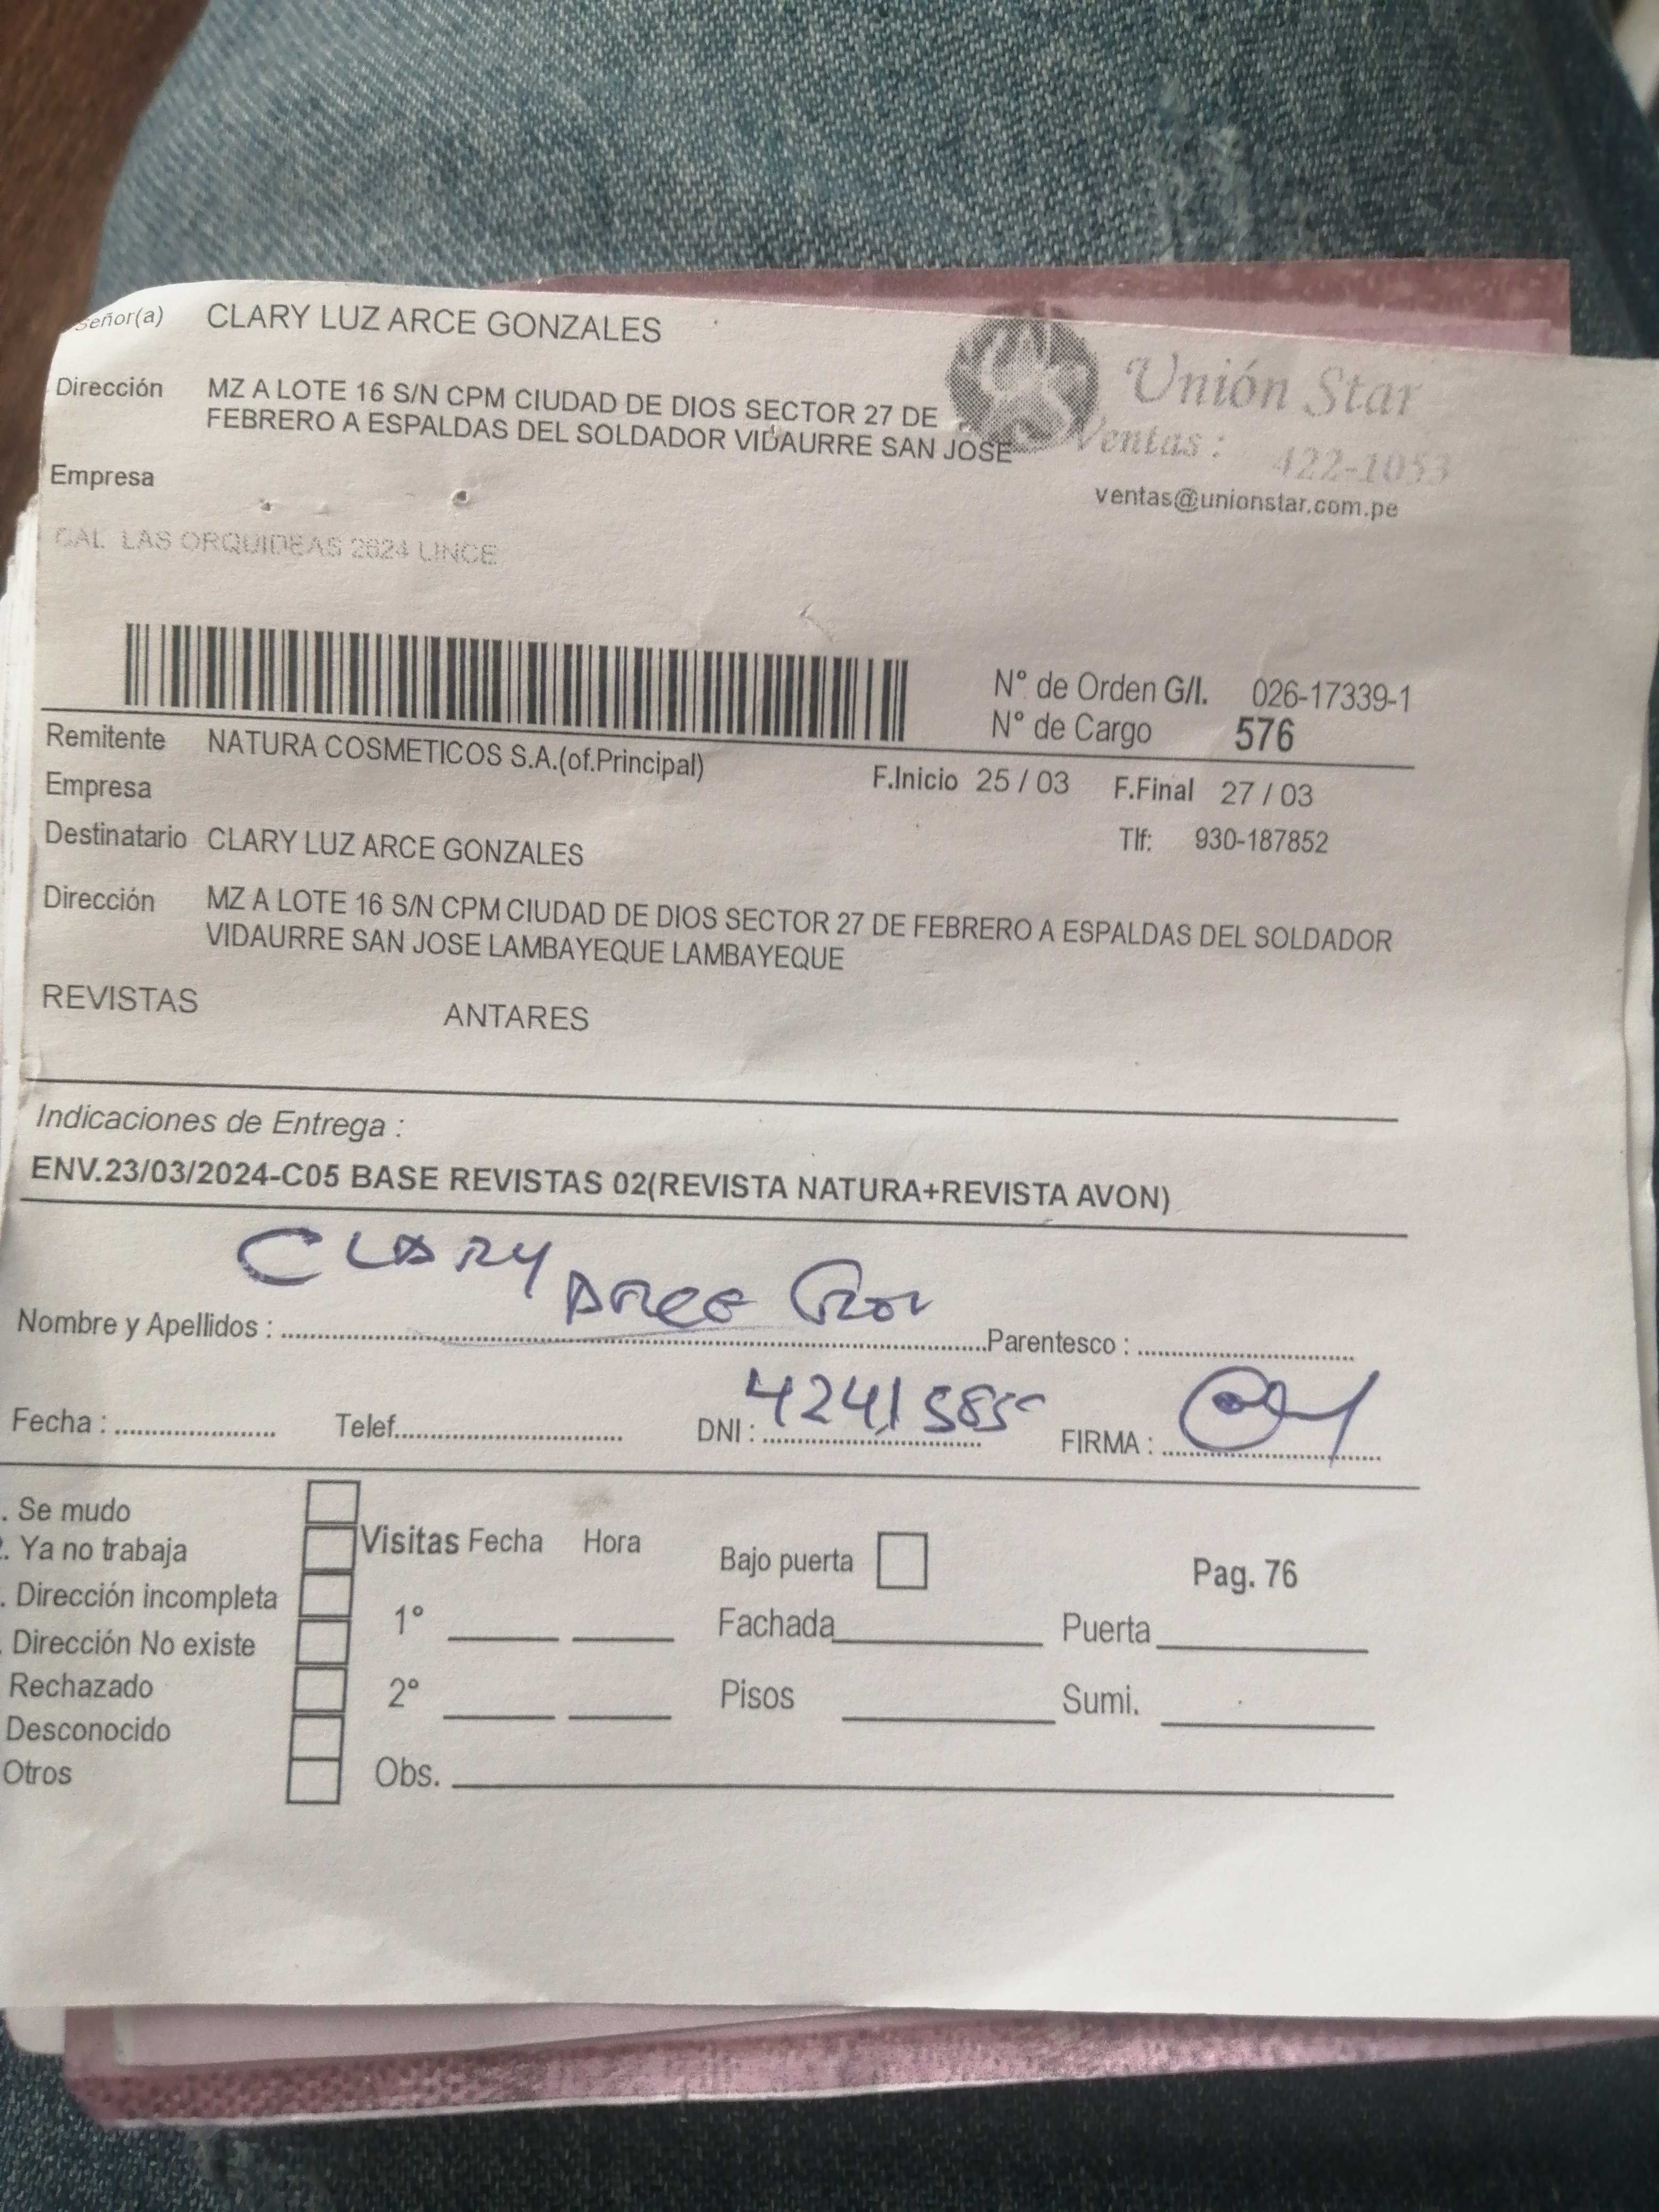 Señor(a) CLARY LUZ ARCE GONZALES
Unión Star
Dirección MZ A LOTE 16 S/N CPM CIUDAD DE DIOS SECTOR 27 DE
FEBRERO A ESPALDAS DEL SOLDADOR VIDAURRE SAN JOSE
Ventas : 422-1053
ventas@unionstar.com.pe
Empresa
CAL LAS ORQUIDEAS 2624 LINCE
N° de Orden G/I. 026-17339-1
N° de Cargo 576
Remitente NATURA COSMETICOS S.A.(of.Principal)
Empresa F.Inicio 25 / 03 F.Final 27 / 03
Destinatario CLARY LUZ ARCE GONZALES Tlf: 930-187852
Dirección MZ A LOTE 16 S/N CPM CIUDAD DE DIOS SECTOR 27 DE FEBRERO A ESPALDAS DEL SOLDADOR
VIDAURRE SAN JOSE LAMBAYEQUE LAMBAYEQUE
REVISTAS ANTARES
Indicaciones de Entrega :
ENV.23/03/2024-C05 BASE REVISTAS 02(REVISTA NATURA+REVISTA AVON)
CLARY ARCE
Nombre y Apellidos : Parentesco :
Fecha : Telef. DNI : FIRMA :
. Se mudo
. Ya no trabaja
. Dirección incompleta
Dirección No existe
Rechazado
Desconocido
Otros
Visitas Fecha Hora
1°
2°
Obs.
Bajo puerta Pag. 76
Fachada Puerta
Pisos Sumi.